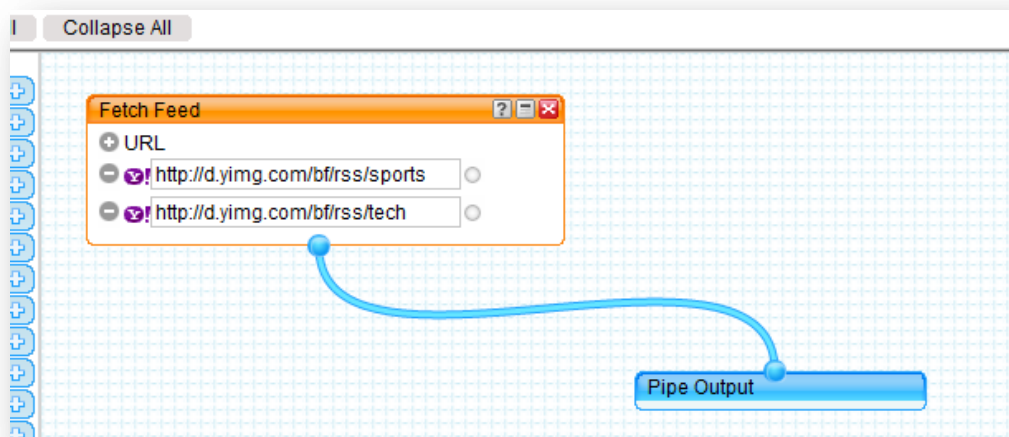 Collapse All
Fetch Feed
URL
http://d.yimg.com/bf/rss/sports
http://d.yimg.com/bf/rss/tech
Pipe Output